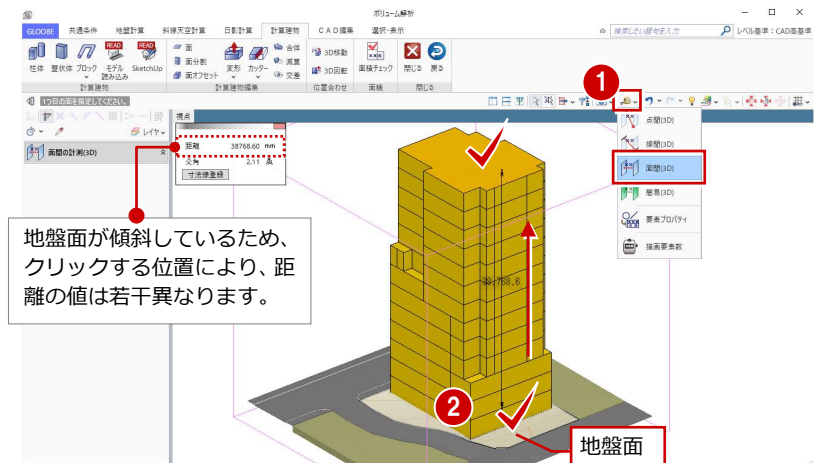 ボリューム解析
GLOOBE 共通条件 地盤計算 斜線天空計算 日影計算 計算建物 CAD編集 選択・表示
検索したい語句を入力 レベル基準：CAD高基準
柱体 壁状体 ブロック モデル読み込み SketchUp
READ READ
面
面分割
面オフセット
変形 カッター
合体
減算
交差
3D移動
3D回転
面積チェック
閉じる 戻る
計算建物 計算建物編集 位置合わせ 面積 閉じる
1つ目の面を指定してください。
レイヤ
面間の計測(3D)
視点
距離 38768.60 mm
交角 2.11 度
寸法線登録
1
点間(3D)
線間(3D)
面間(3D)
簡易(3D)
要素プロパティ
描画要素数
地盤面が傾斜しているため、
クリックする位置により、距
離の値は若干異なります。
2
地盤面